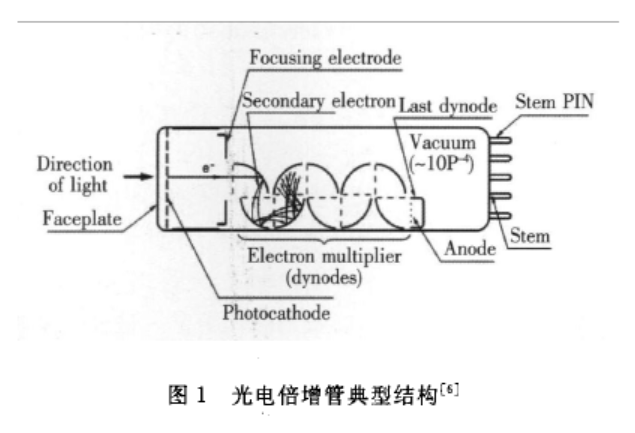 Focusing electrode
Secondary electron
Last dynode
Stem PIN
Vacuum
(~10P⁻⁴)
Direction
of light
e⁻
Faceplate
Electron multiplier
(dynodes)
Anode
Stem
Photocathode
图 1 光电倍增管典型结构[6]